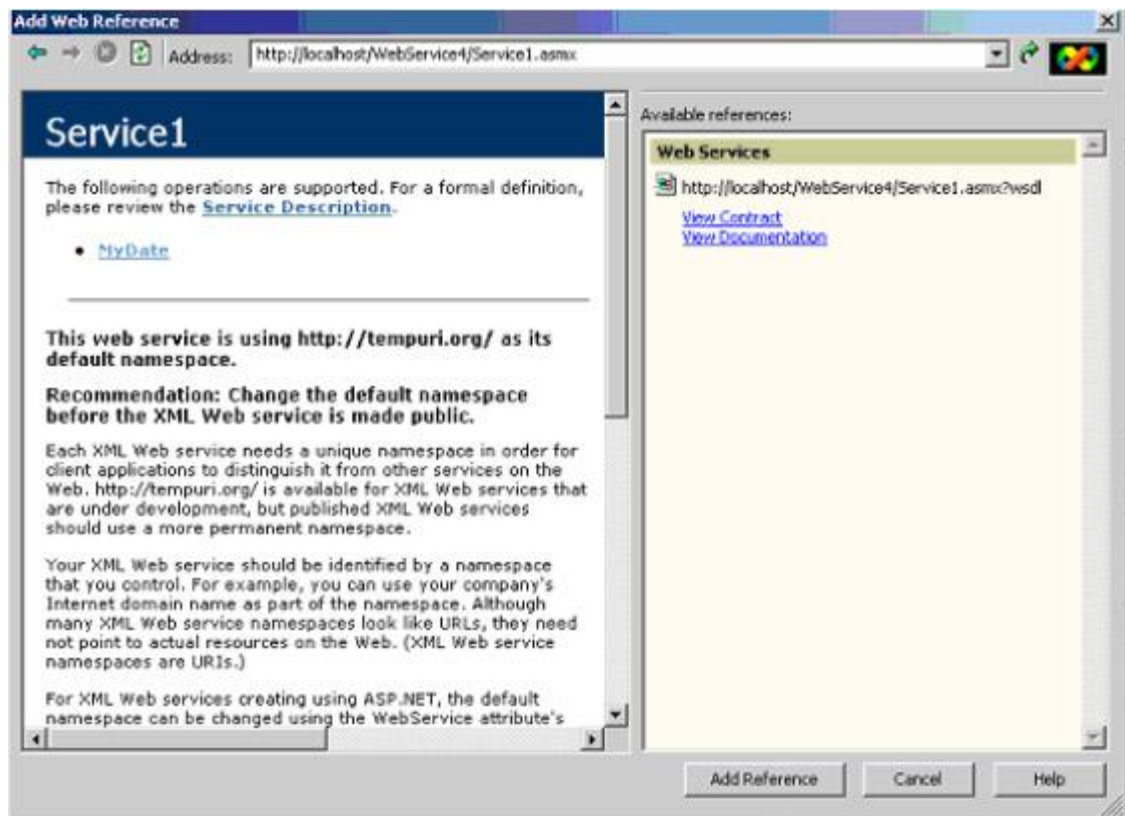 Add Web Reference
Address: http://localhost/WebService4/Service1.asmx
Service1
The following operations are supported. For a formal definition,
please review the Service Description.
• MyDate
This web service is using http://tempuri.org/ as its
default namespace.
Recommendation: Change the default namespace
before the XML Web service is made public.
Each XML Web service needs a unique namespace in order for
client applications to distinguish it from other services on the
Web. http://tempuri.org/ is available for XML Web services that
are under development, but published XML Web services
should use a more permanent namespace.
Your XML Web service should be identified by a namespace
that you control. For example, you can use your company's
Internet domain name as part of the namespace. Although
many XML Web service namespaces look like URLs, they need
not point to actual resources on the Web. (XML Web service
namespaces are URIs.)
For XML Web services creating using ASP.NET, the default
namespace can be changed using the WebService attribute's
Available references:
Web Services
http://localhost/WebService4/Service1.asmx?wsdl
View Contract
View Documentation
Add Reference
Cancel
Help